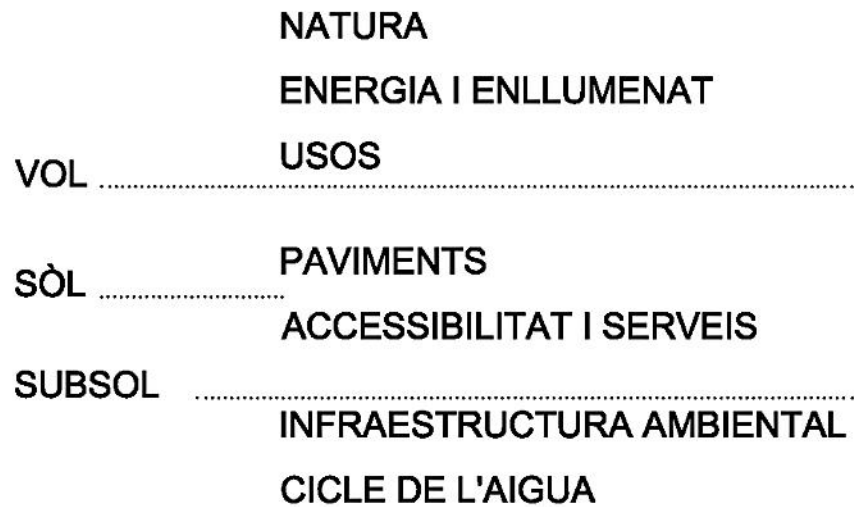 NATURA
ENERGIA I ENLLUMENAT
USOS
VOL
PAVIMENTS
SÒL
ACCESSIBILITAT I SERVEIS
SUBSOL
INFRAESTRUCTURA AMBIENTAL
CICLE DE L'AIGUA